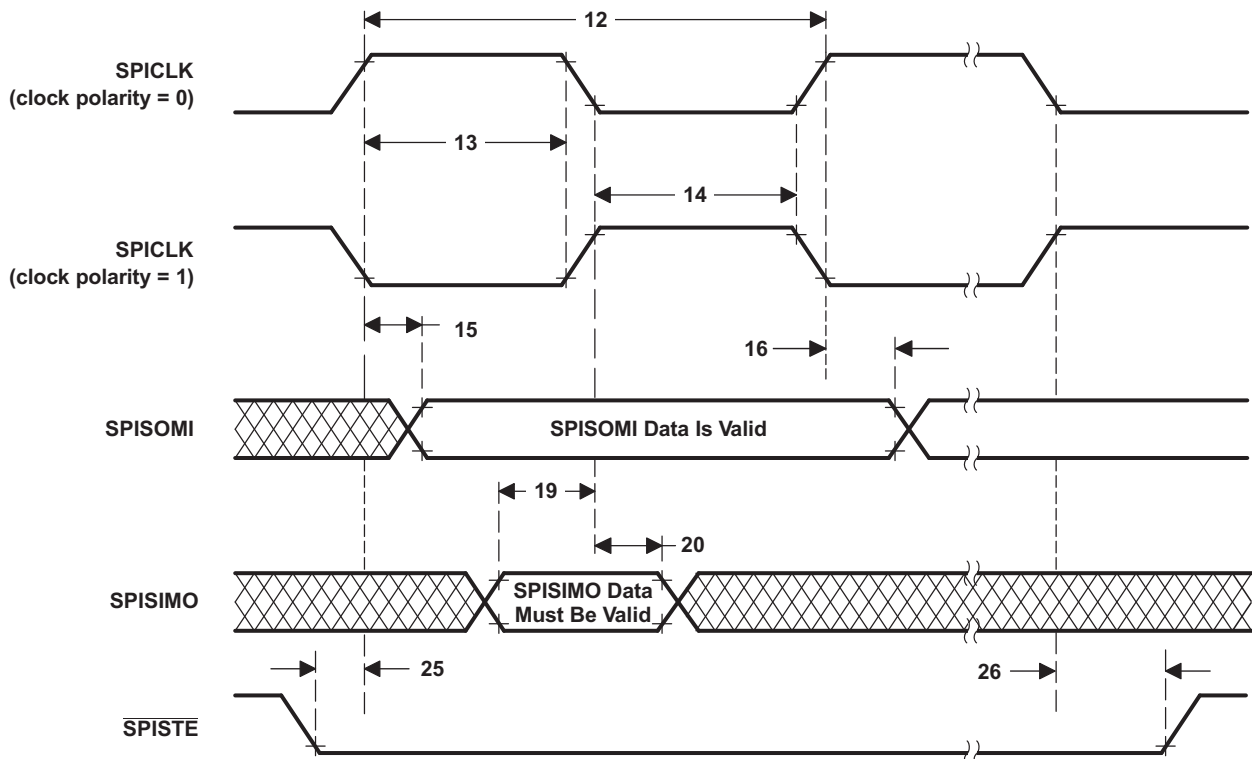 12
SPICLK
(clock polarity = 0)
13
14
SPICLK
(clock polarity = 1)
15
16
SPISOMI
SPISOMI Data Is Valid
19
20
SPISIMO
SPISIMO Data
Must Be Valid
25
26
SPISTE